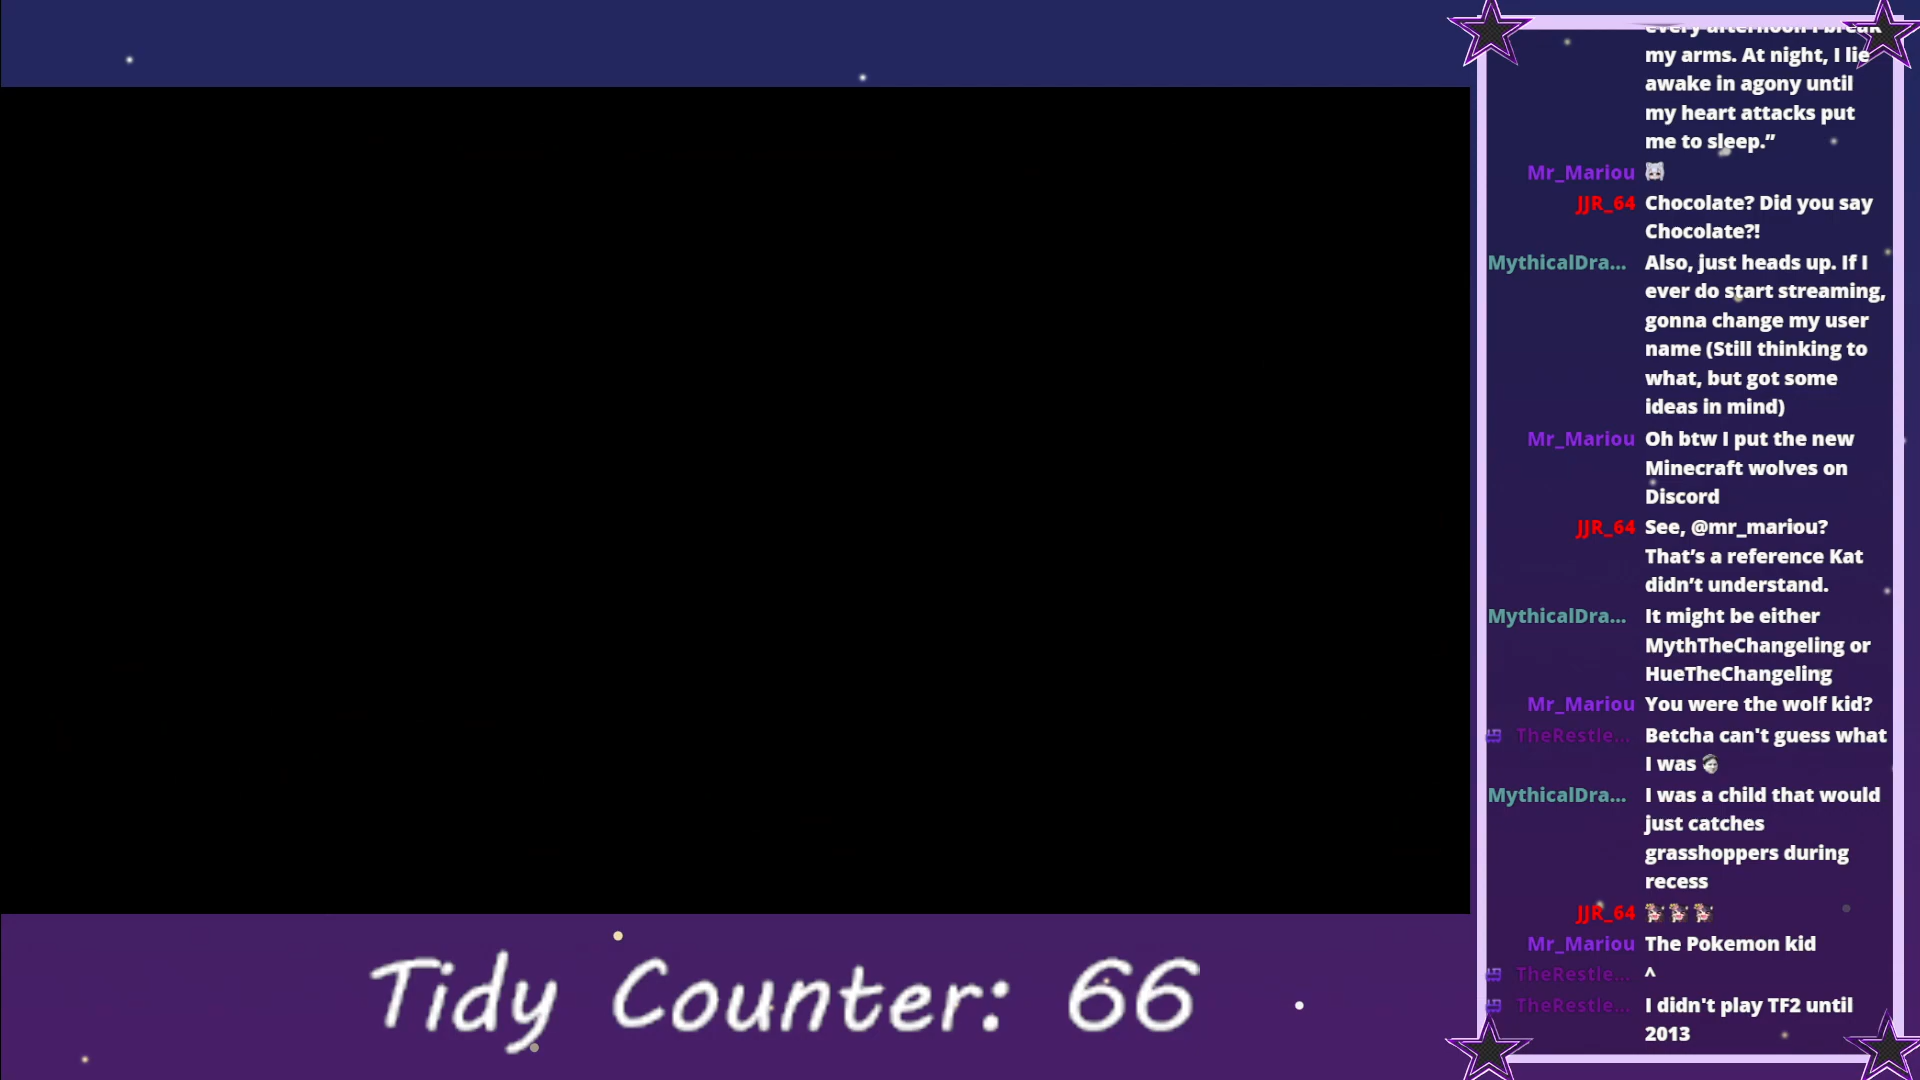 every afternoon I break
my arms. At night, I lie
awake in agony until
my heart attacks put
me to sleep.”
Mr_Mariou
JJR_64 Chocolate? Did you say
Chocolate?!
MythicalDra... Also, just heads up. If I
ever do start streaming,
gonna change my user
name (Still thinking to
what, but got some
ideas in mind)
Mr_Mariou Oh btw I put the new
Minecraft wolves on
Discord
JJR_64 See, @mr_mariou?
That’s a reference Kat
didn’t understand.
MythicalDra... It might be either
MythTheChangeling or
HueTheChangeling
Mr_Mariou You were the wolf kid?
TheRestle... Betcha can't guess what
I was
MythicalDra... I was a child that would
just catches
grasshoppers during
recess
JJR_64
Mr_Mariou The Pokemon kid
TheRestle... ^
TheRestle... I didn't play TF2 until
2013
Tidy Counter: 66